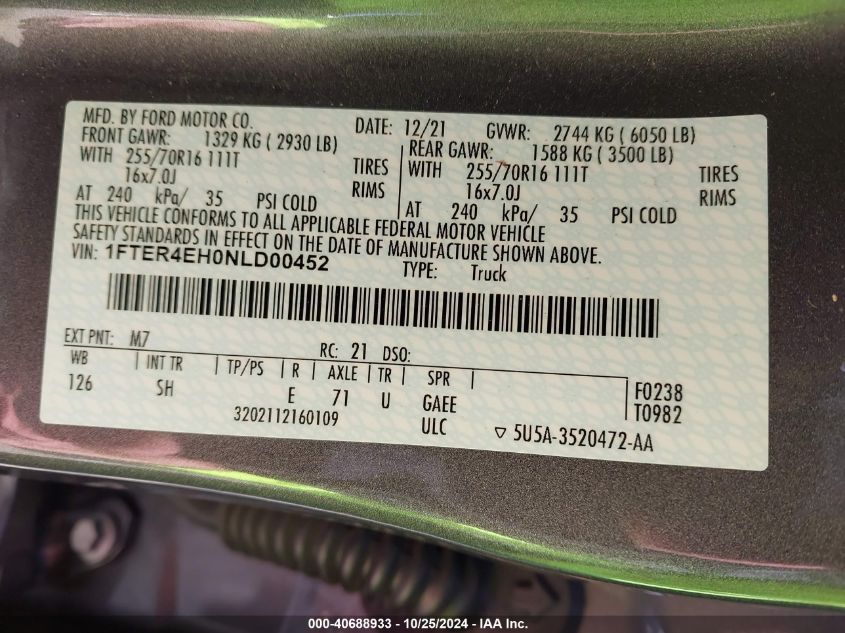 MFD. BY FORD MOTOR CO.
DATE: 12/21 GVWR: 2744 KG ( 6050 LB)
FRONT GAWR: 1329 KG ( 2930 LB)
WITH 255/70R16 111T TIRES
16x7.0J RIMS
AT 240 kPa/ 35 PSI COLD
REAR GAWR: 1588 KG ( 3500 LB)
WITH 255/70R16 111T TIRES
16x7.0J RIMS
AT 240 kPa/ 35 PSI COLD
THIS VEHICLE CONFORMS TO ALL APPLICABLE FEDERAL MOTOR VEHICLE
SAFETY STANDARDS IN EFFECT ON THE DATE OF MANUFACTURE SHOWN ABOVE.
VIN: 1FTER4EH0NLD00452 TYPE: Truck
EXT PNT: M7 RC: 21 DSO:
WB INT TR TP/PS R AXLE TR SPR
126 SH E 71 U GAEE
F0238
T0982
3202112160109 ULC
5U5A-3520472-AA
000-40688933 - 10/25/2024 - IAA Inc.